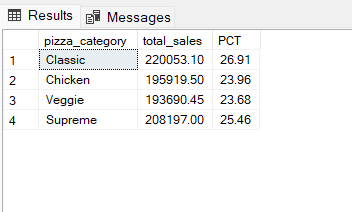 Results Messages
pizza_category total_sales PCT
1 Classic 220053.10 26.91
2 Chicken 195919.50 23.96
3 Veggie 193690.45 23.68
4 Supreme 208197.00 25.46